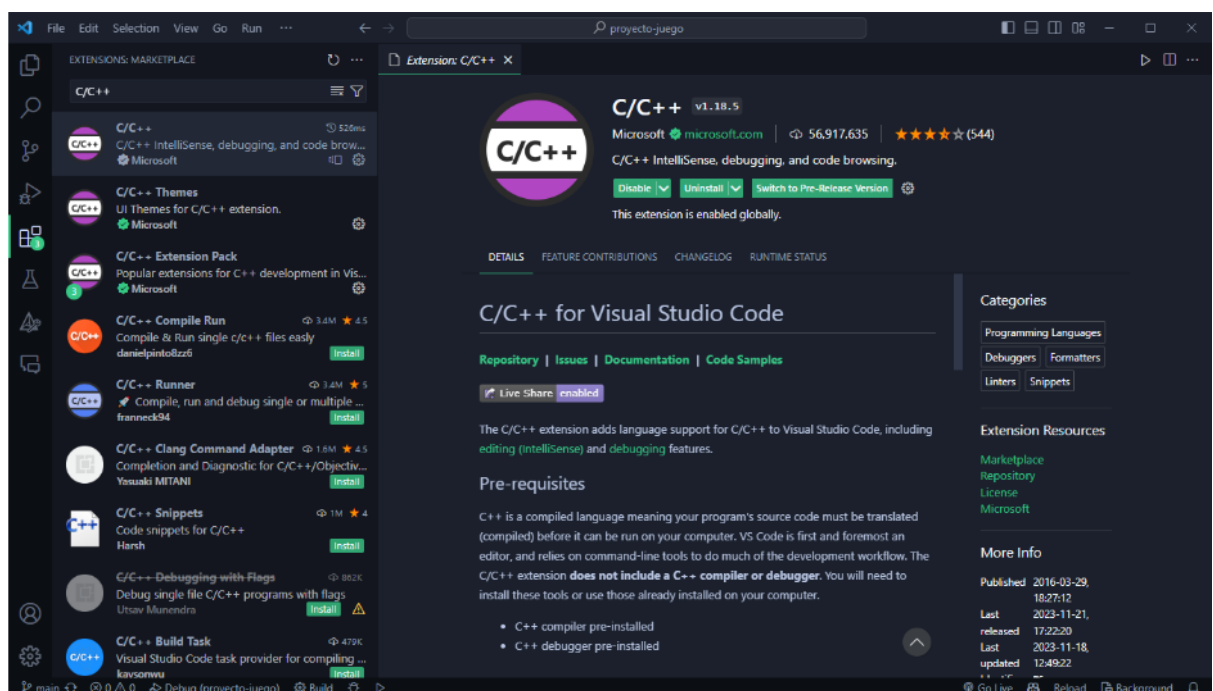 File Edit Selection View Go Run ··· proyecto-juego
EXTENSIONS: MARKETPLACE
C/C++
C/C++ 526ms
C/C++ IntelliSense, debugging, and code brow...
Microsoft
C/C++ Themes
UI Themes for C/C++ extension.
Microsoft
C/C++ Extension Pack
Popular extensions for C++ development in Vis...
Microsoft
3
C/C++ Compile Run 3.4M ★ 4.5
Compile & Run single c/c++ files easly
danielpinto8zz6 Install
C/C++ Runner 3.4M ★ 5
🚀 Compile, run and debug single or multiple ...
franneck94 Install
C/C++ Clang Command Adapter 1.6M ★ 4.5
Completion and Diagnostic for C/C++/Objectiv...
Yasuaki MITANI Install
C/C++ Snippets 1M ★ 4
Code snippets for C/C++
Harsh Install
C/C++ Debugging with Flags 862K
Debug single file C/C++ programs with flags
Utsav Munendra Install
C/C++ Build Task 479K
Visual Studio Code task provider for compiling ...
kaysonwu Install
Extension: C/C++
C/C++
C/C++ v1.18.5
Microsoft microsoft.com | 56,917,635 | (544)
C/C++ IntelliSense, debugging, and code browsing.
Disable Uninstall Switch to Pre-Release Version
This extension is enabled globally.
DETAILS FEATURE CONTRIBUTIONS CHANGELOG RUNTIME STATUS
C/C++ for Visual Studio Code
Repository | Issues | Documentation | Code Samples
Live Share enabled
The C/C++ extension adds language support for C/C++ to Visual Studio Code, including
editing (IntelliSense) and debugging features.
Pre-requisites
C++ is a compiled language meaning your program's source code must be translated
(compiled) before it can be run on your computer. VS Code is first and foremost an
editor, and relies on command-line tools to do much of the development workflow. The
C/C++ extension does not include a C++ compiler or debugger. You will need to
install these tools or use those already installed on your computer.
• C++ compiler pre-installed
• C++ debugger pre-installed
Categories
Programming Languages
Debuggers Formatters
Linters Snippets
Extension Resources
Marketplace
Repository
License
Microsoft
More Info
Published 2016-03-29,
18:27:12
Last 2023-11-21,
released 17:22:20
Last 2023-11-18,
updated 12:49:22
main 0 0 Debug (proyecto-juego) Build Go Live Reload Background